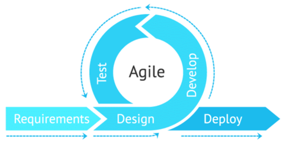 Test
Agile
Develop
Requirements
Design
Deploy